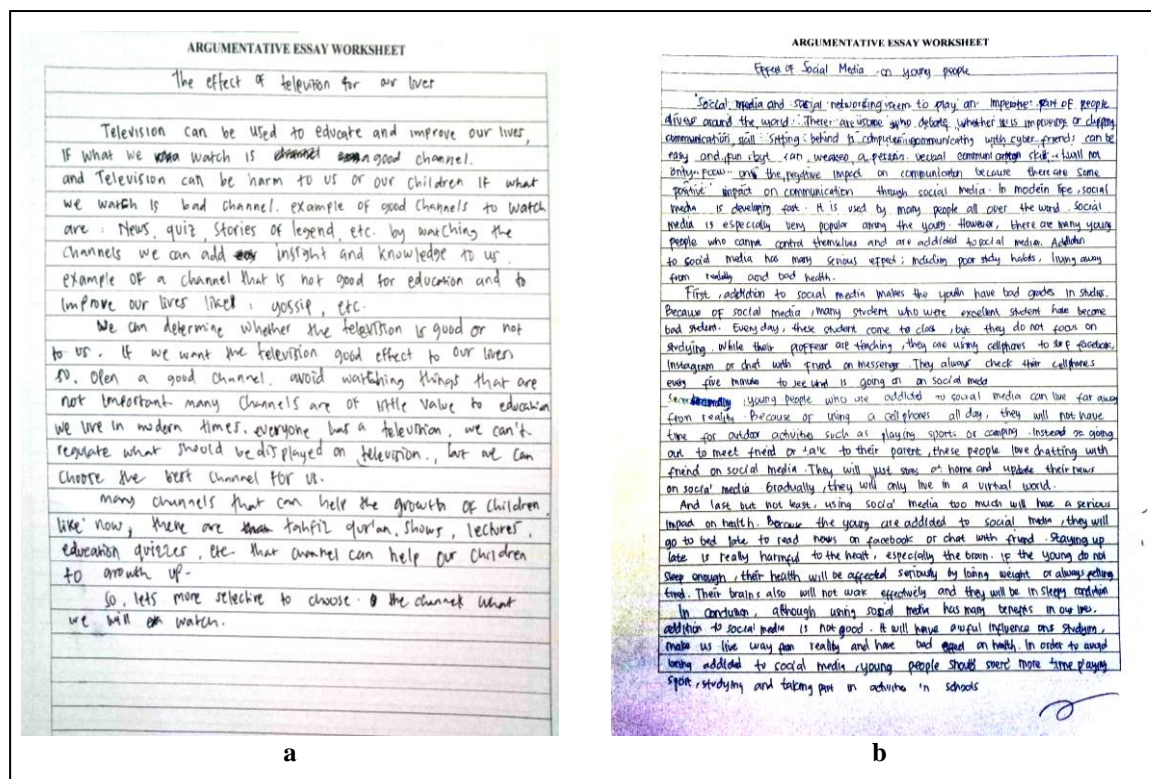 ARGUMENTATIVE ESSAY WORKSHEET
The effect of television for our lives
Television can be used to educate and improve our lives,
If what we watch is good channel.
and Television can be harm to us or our children If what
we watch is bad channel. example of good Channels to watch
are : News, quiz, Stories of legend, etc. by watching the
Channels we can add insight and knowledge to us.
example of a channel that is not good for education and to
Improve our lives like : gossip, etc.
We can determine whether the television is good or not
to us. If we want the television good effect to our lives
so. Open a good Channel. avoid watching things that are
not Important many Channels are of little value to education
we live in modern times. everyone has a television, we can't
regulate what should be displayed on television, but we can
Choose the best Channel for us.
Many channels that can help the growth of children
like now, there are tahfiz qur'an, shows, lectures,
education quizzes, etc. that channel can help our children
to growth up.
So, lets more selective to choose the channel what
we will watch.
a
ARGUMENTATIVE ESSAY WORKSHEET
Effect of Social Media on young people
"Social media and social networking seem to play an Imperative part of people
lives around the world. There are some who debate whether it is improving or
communication skill. Sitting behind a computer communicating with cyber friends can be
easy and fun but can weaken a person verbal communication skill. I will not
only focus on the negative impact on communication because there are some
positive impact on communication through social media. In modern life, social
media is developing fast. It is used by many people all over the word. Social
media is especially very popular among the young. However, there are many young
people who cannot control themselves and are addicted to social media. Addiction
to social media has many serious effect; including poor study habits, living away
from reality and bad health.
First, addiction to social media makes the youth have bad grades in studies.
Because of social media, many student who were excellent student have become
bad student. Every day, these student come to class, but they do not focus on
studying. While their proffesor are teaching, they are using cellphones to surf facebook,
Instagram or chat with friend on messenger. They always check their cellphones
every five minute to see what is going on on social media
young people who are addicted to social media can live far away
from reality. Because of using a cell phones all day, they will not have
time for outdoor activities such as playing sports or camping. Instead of going
out to meet friend or talk to their parent, these people love chatting with
friend on social media. They will just stay at home and update their news
on social media. Gradually, they will only live in a virtual world.
And last but not least, using social media too much will have a serious
impact on health. Because the young are addicted to social media, they will
go to bed late to read news on facebook or chat with friend. Staying up
late is really harmful to the heart, especially the brain. If the young do not
sleep enough, their health will be affected seriously by losing weight or always felling
tired. Their brains also will not work effectively and they will be in sleepy condition
In conclusion, although using social media has many benefits in our lives.
addition to social media is not good. It will have awful influence ons studying,
make us live way from reality and have bad effect on health. In order to avoid
being addicted to social media, young people should spend more time playing
sport, studying and taking part in activities in schools
b